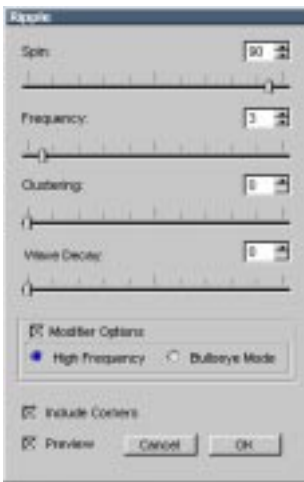 Ripple
Spin: 90
Frequency: 3
Clustering: 0
Wave Decay: 0
Modifier Options
High Frequency Bullseye Mode
Include Corners
Preview Cancel OK